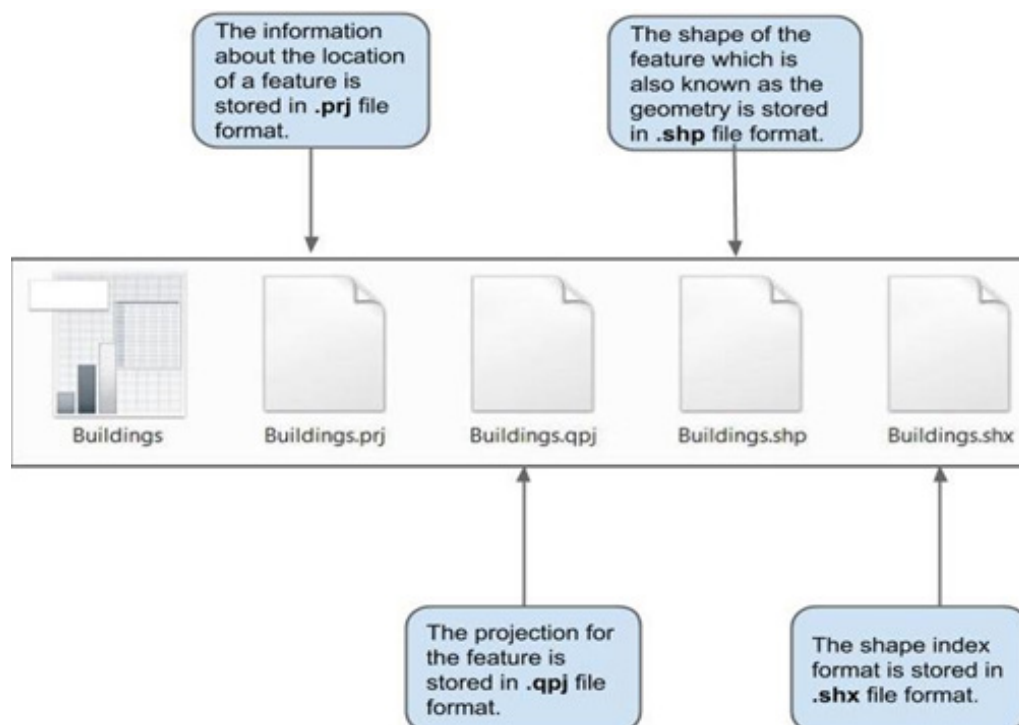 The information
about the location
of a feature is
stored in .prj file
format.
The shape of the
feature which is
also known as the
geometry is stored
in .shp file format.
Buildings
Buildings.prj
Buildings.qpj
Buildings.shp
Buildings.shx
The projection for
the feature is
stored in .qpj file
format.
The shape index
format is stored in
.shx file format.